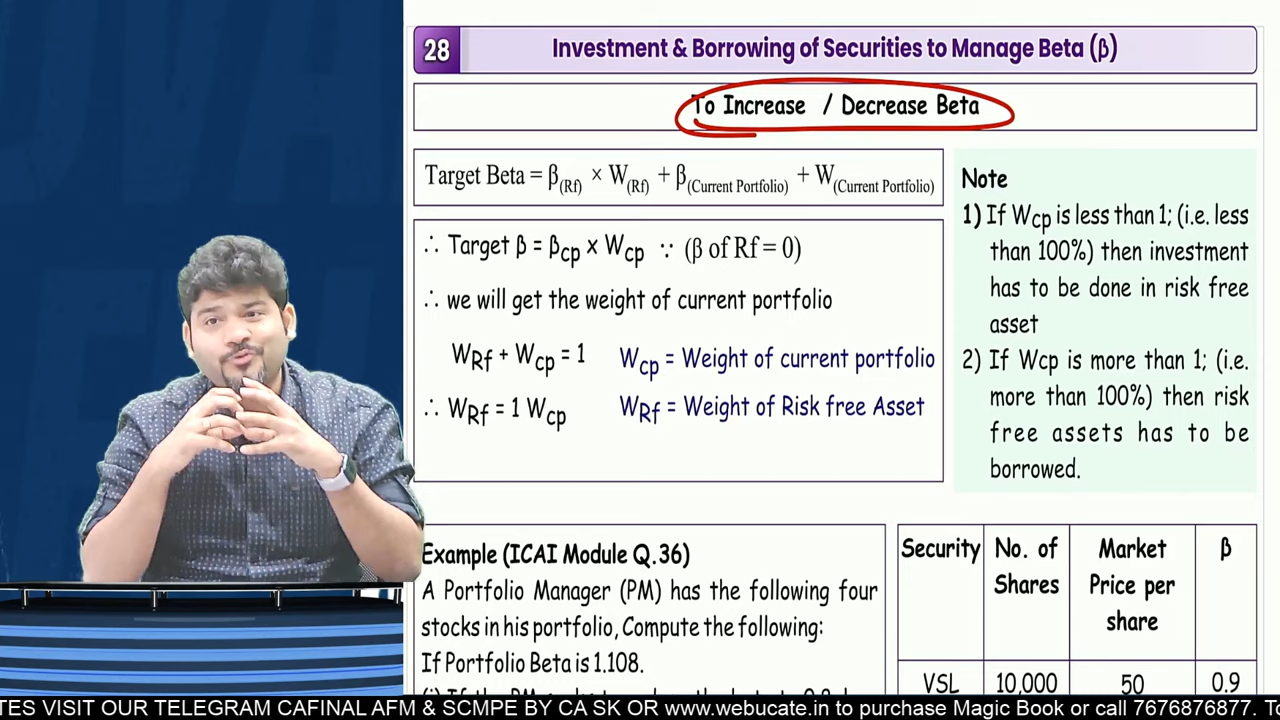 28
Investment & Borrowing of Securities to Manage Beta (β)
To Increase / Decrease Beta
Target Beta = β(Rf) × W(Rf) + β(Current Portfolio) + W(Current Portfolio)
∴ Target β = βcp × Wcp ∵ (β of Rf = 0)
∴ we will get the weight of current portfolio
WRf + Wcp = 1 Wcp = Weight of current portfolio
∴ WRf = 1 Wcp WRf = Weight of Risk free Asset
Note
1) If Wcp is less than 1; (i.e. less
than 100%) then investment
has to be done in risk free
asset
2) If Wcp is more than 1; (i.e.
more than 100%) then risk
free assets has to be
borrowed.
Example (ICAI Module Q.36)
A Portfolio Manager (PM) has the following four
stocks in his portfolio, Compute the following:
If Portfolio Beta is 1.108.
Security No. of Shares Market Price per share β
VSL 10,000 50 0.9
TES VISIT OUR TELEGRAM CAFINAL AFM & SCMPE BY CA SK OR www.webucate.in to purchase Magic Book or call 7676876877. To